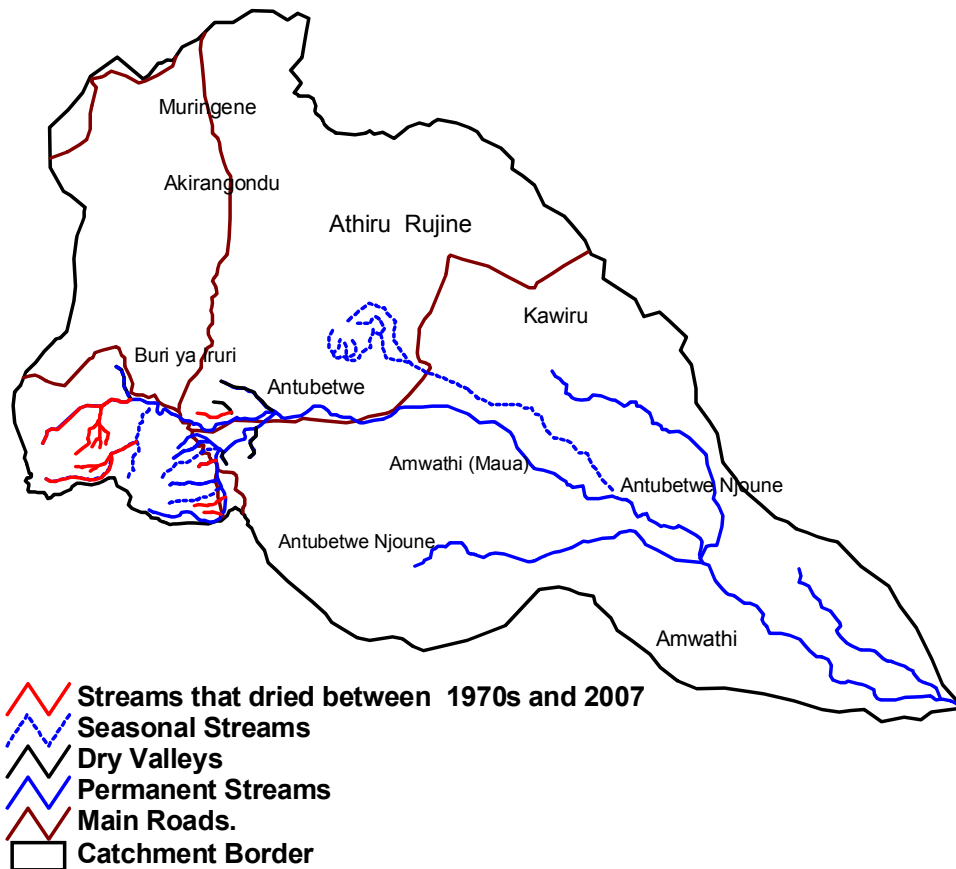 Muringene
Akirangondu
Athiru Rujine
Kawiru
Buri ya Iruri
Antubetwe
Amwathi (Maua)
Antubetwe Njoune
Antubetwe Njoune
Amwathi
Streams that dried between 1970s and 2007
Seasonal Streams
Dry Valleys
Permanent Streams
Main Roads.
Catchment Border